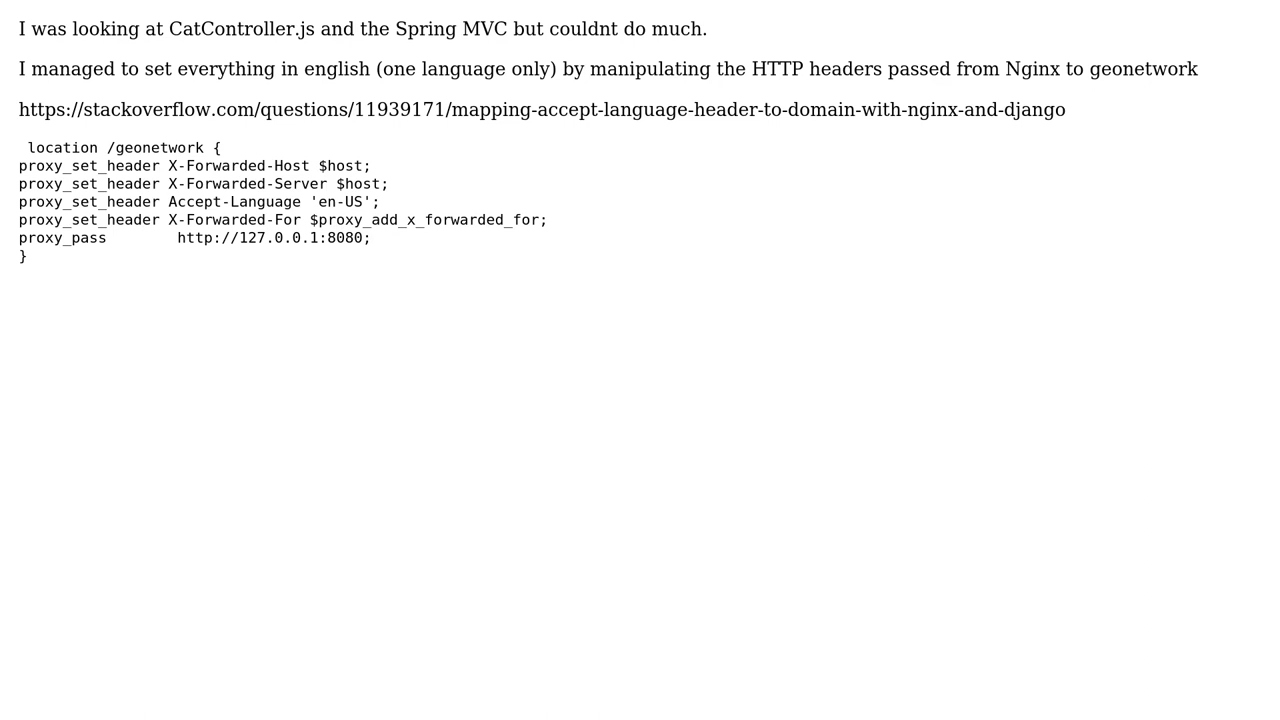 I was looking at CatController.js and the Spring MVC but couldnt do much.
I managed to set everything in english (one language only) by manipulating the HTTP headers passed from Nginx to geonetwork
https://stackoverflow.com/questions/11939171/mapping-accept-language-header-to-domain-with-nginx-and-django
location /geonetwork {
proxy_set_header X-Forwarded-Host $host;
proxy_set_header X-Forwarded-Server $host;
proxy_set_header Accept-Language 'en-US';
proxy_set_header X-Forwarded-For $proxy_add_x_forwarded_for;
proxy_pass        http://127.0.0.1:8080;
}